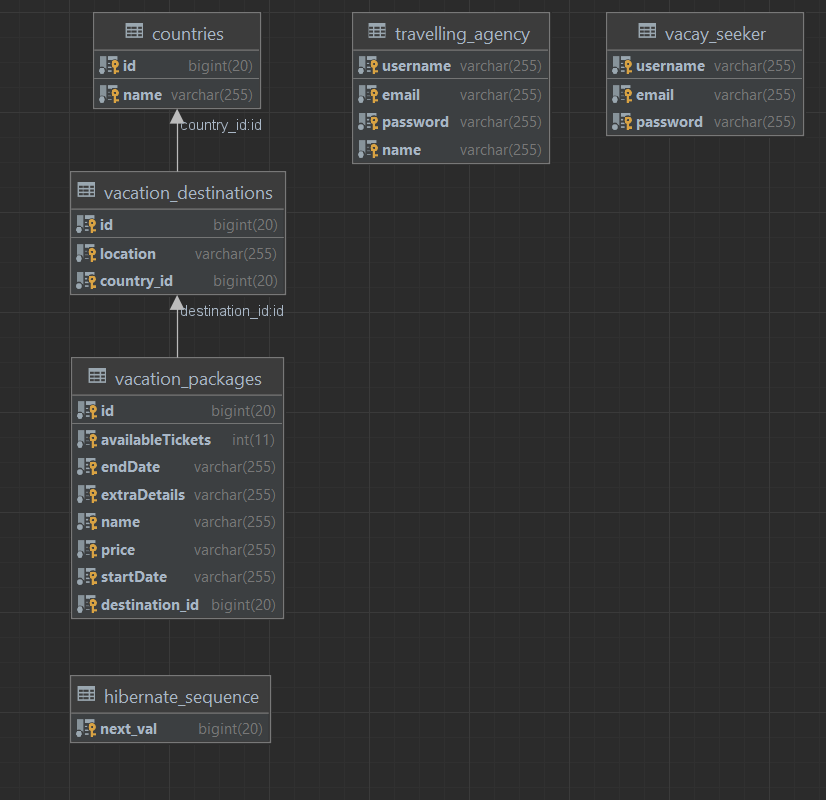 countries
id bigint(20)
name varchar(255)
country_id:id
vacation_destinations
id bigint(20)
location varchar(255)
country_id bigint(20)
destination_id:id
vacation_packages
id bigint(20)
availableTickets int(11)
endDate varchar(255)
extraDetails varchar(255)
name varchar(255)
price varchar(255)
startDate varchar(255)
destination_id bigint(20)
hibernate_sequence
next_val bigint(20)
travelling_agency
username varchar(255)
email varchar(255)
password varchar(255)
name varchar(255)
vacay_seeker
username varchar(255)
email varchar(255)
password varchar(255)